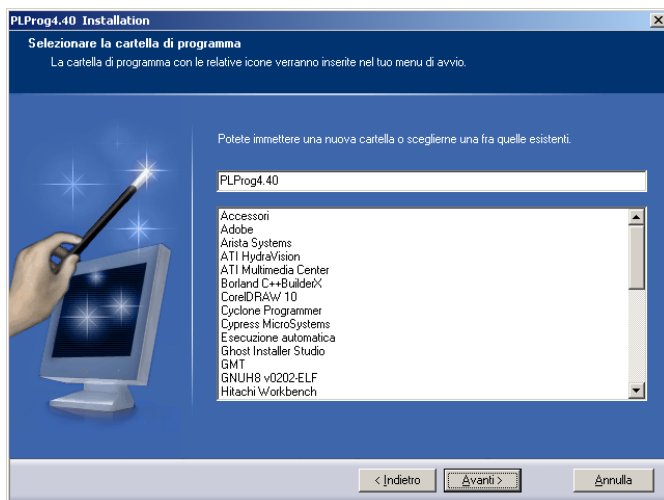 PLProg4.40 Installation
Selezionare la cartella di programma
La cartella di programma con le relative icone verranno inserite nel tuo menu di avvio.
Potete immettere una nuova cartella o sceglierne una fra quelle esistenti.
PLProg4.40
Accessori
Adobe
Arista Systems
ATI HydraVision
ATI Multimedia Center
Borland C++BuilderX
CorelDRAW 10
Cyclone Programmer
Cypress MicroSystems
Esecuzione automatica
Ghost Installer Studio
GMT
GNUH8 v0202-ELF
Hitachi Workbench
< Indietro
Avanti >
Annulla